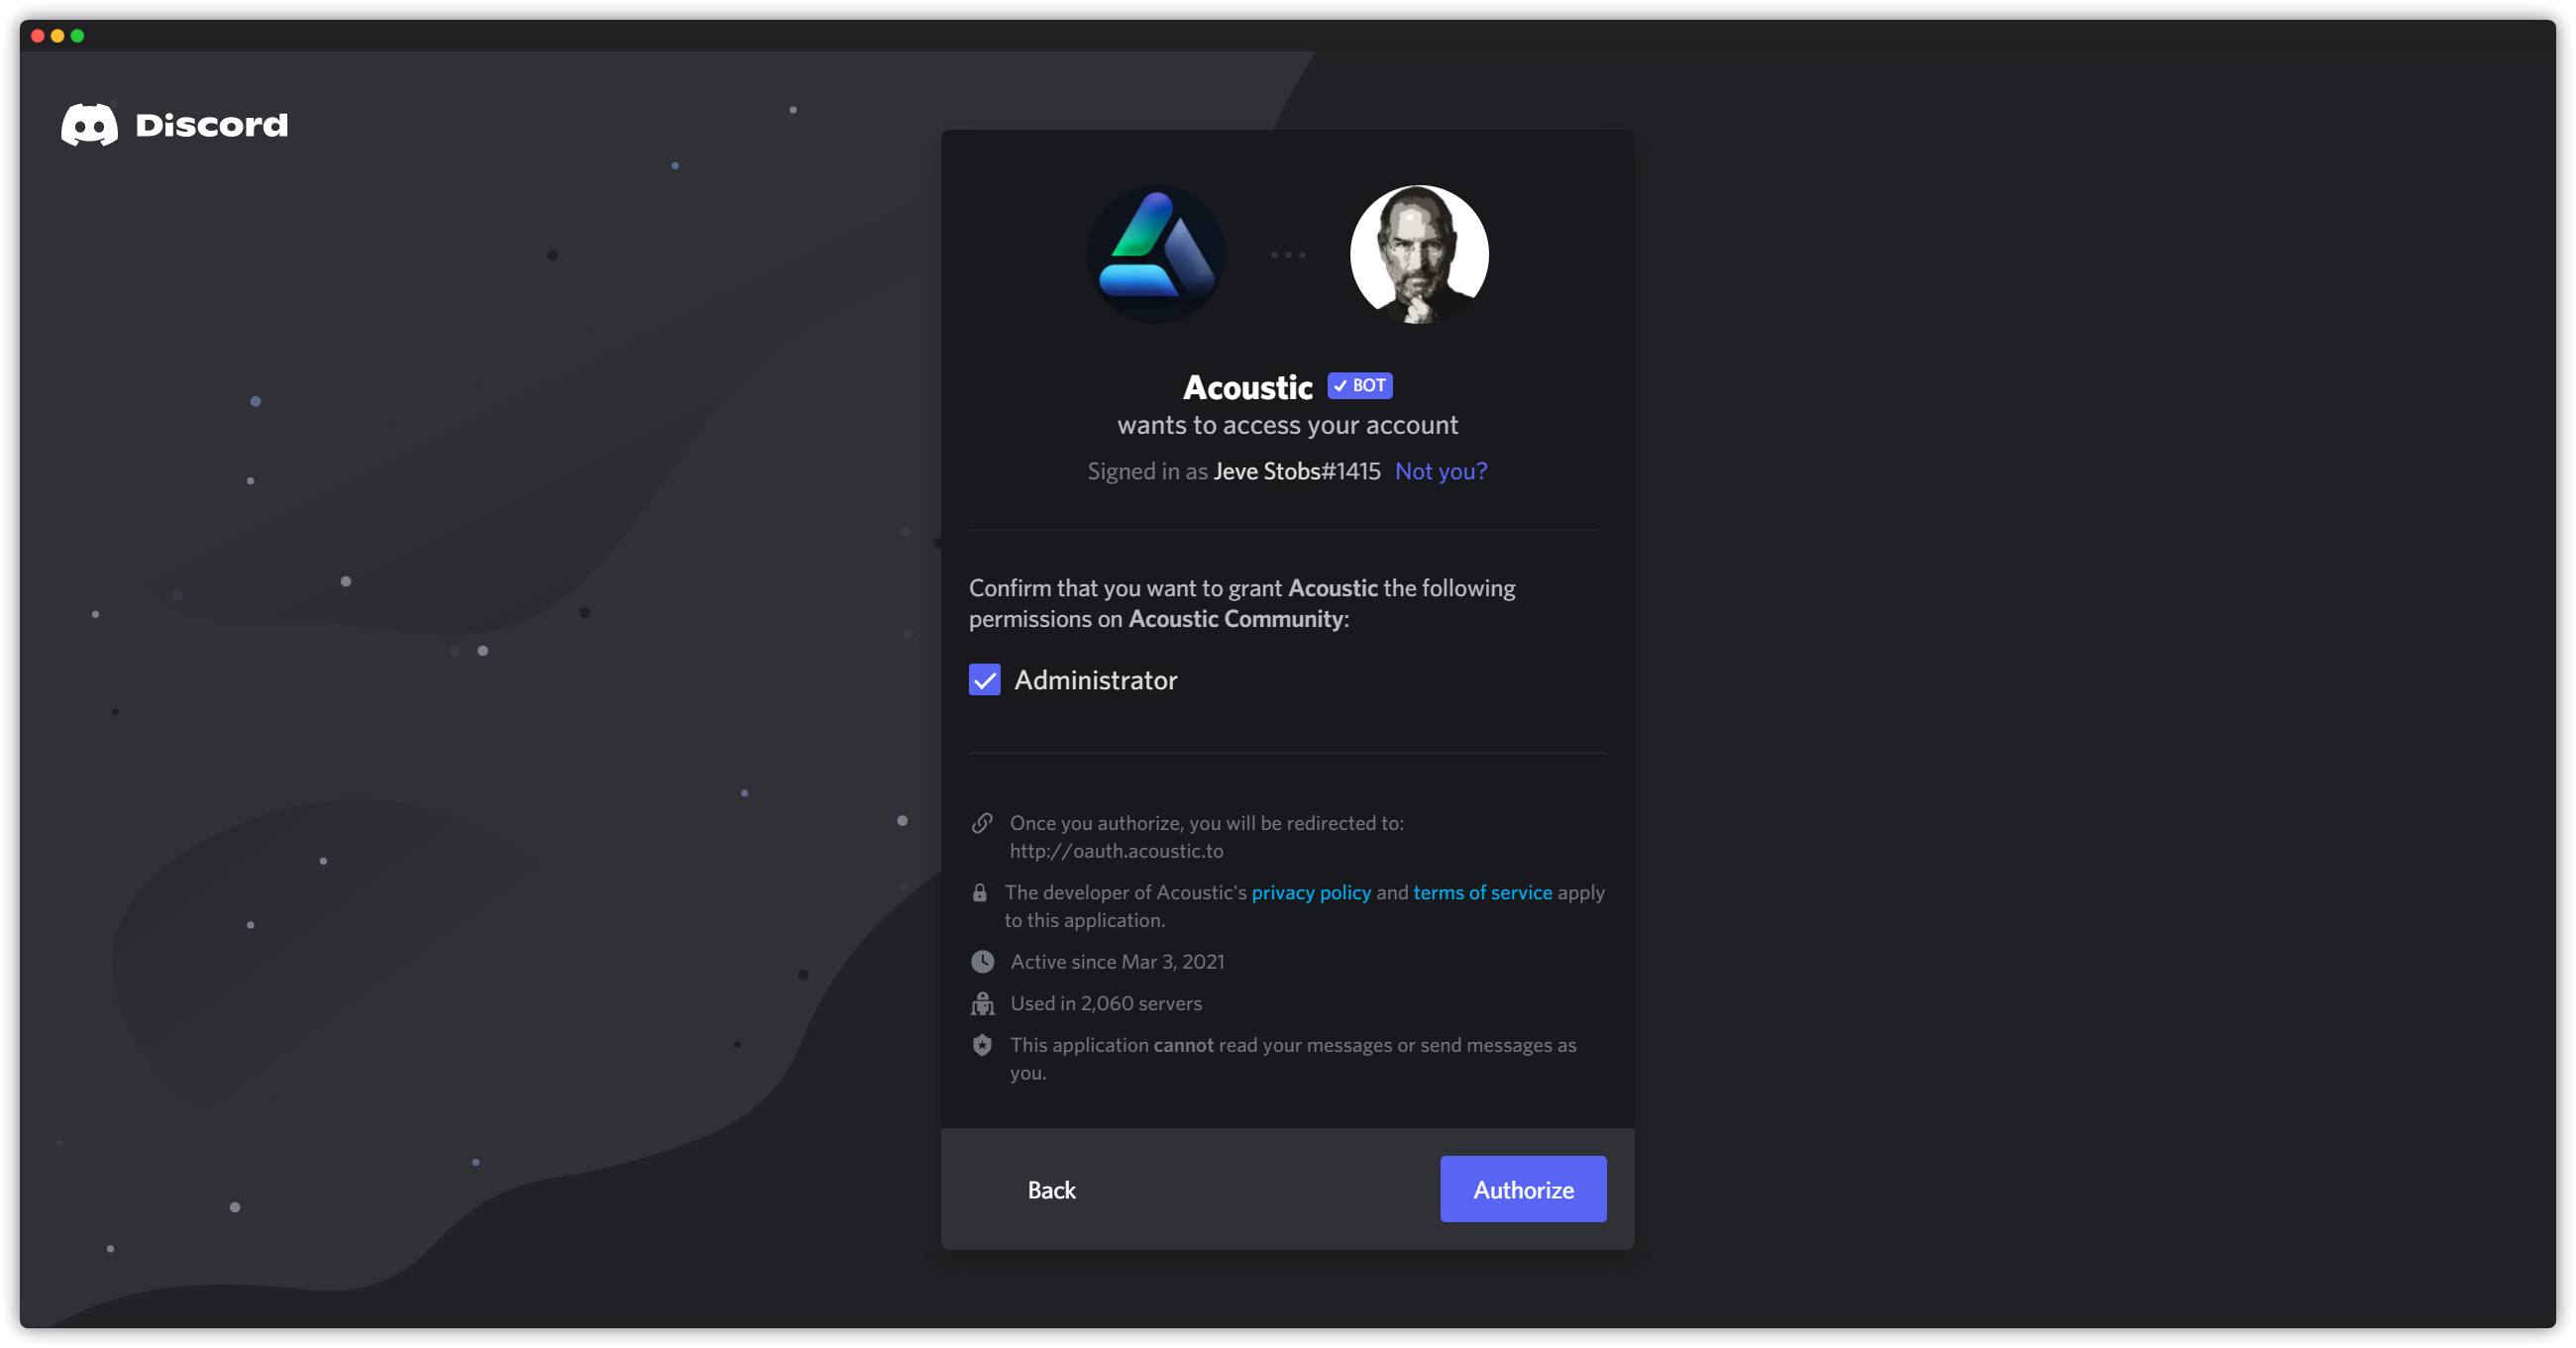 Discord
Acoustic BOT
wants to access your account
Signed in as Jeve Stobs#1415 Not you?
Confirm that you want to grant Acoustic the following
permissions on Acoustic Community:
Administrator
Once you authorize, you will be redirected to:
http://oauth.acoustic.to
The developer of Acoustic's privacy policy and terms of service apply
to this application.
Active since Mar 3, 2021
Used in 2,060 servers
This application cannot read your messages or send messages as
you.
Back
Authorize